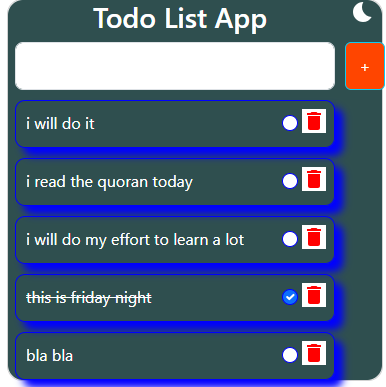 Todo List App
+
i will do it
i read the quoran today
i will do my effort to learn a lot
this is friday night
bla bla